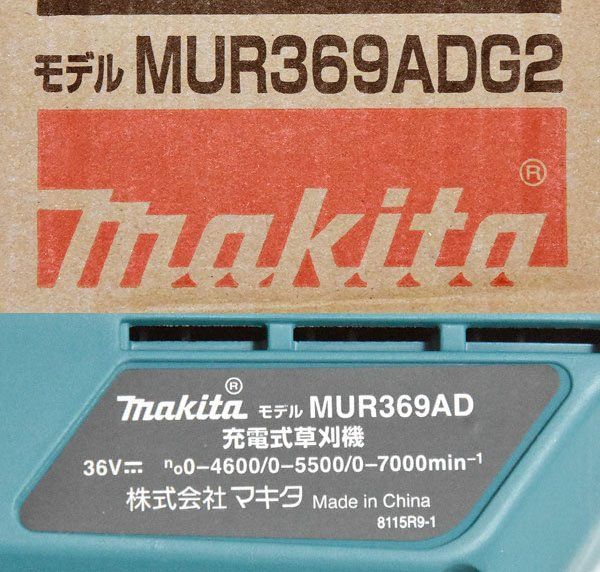 モデル MUR369ADG2
makita®
makita® モデル MUR369AD
充電式草刈機
36V⎓ n₀0-4600/0-5500/0-7000min⁻¹
株式会社 マキタ Made in China
8115R9-1